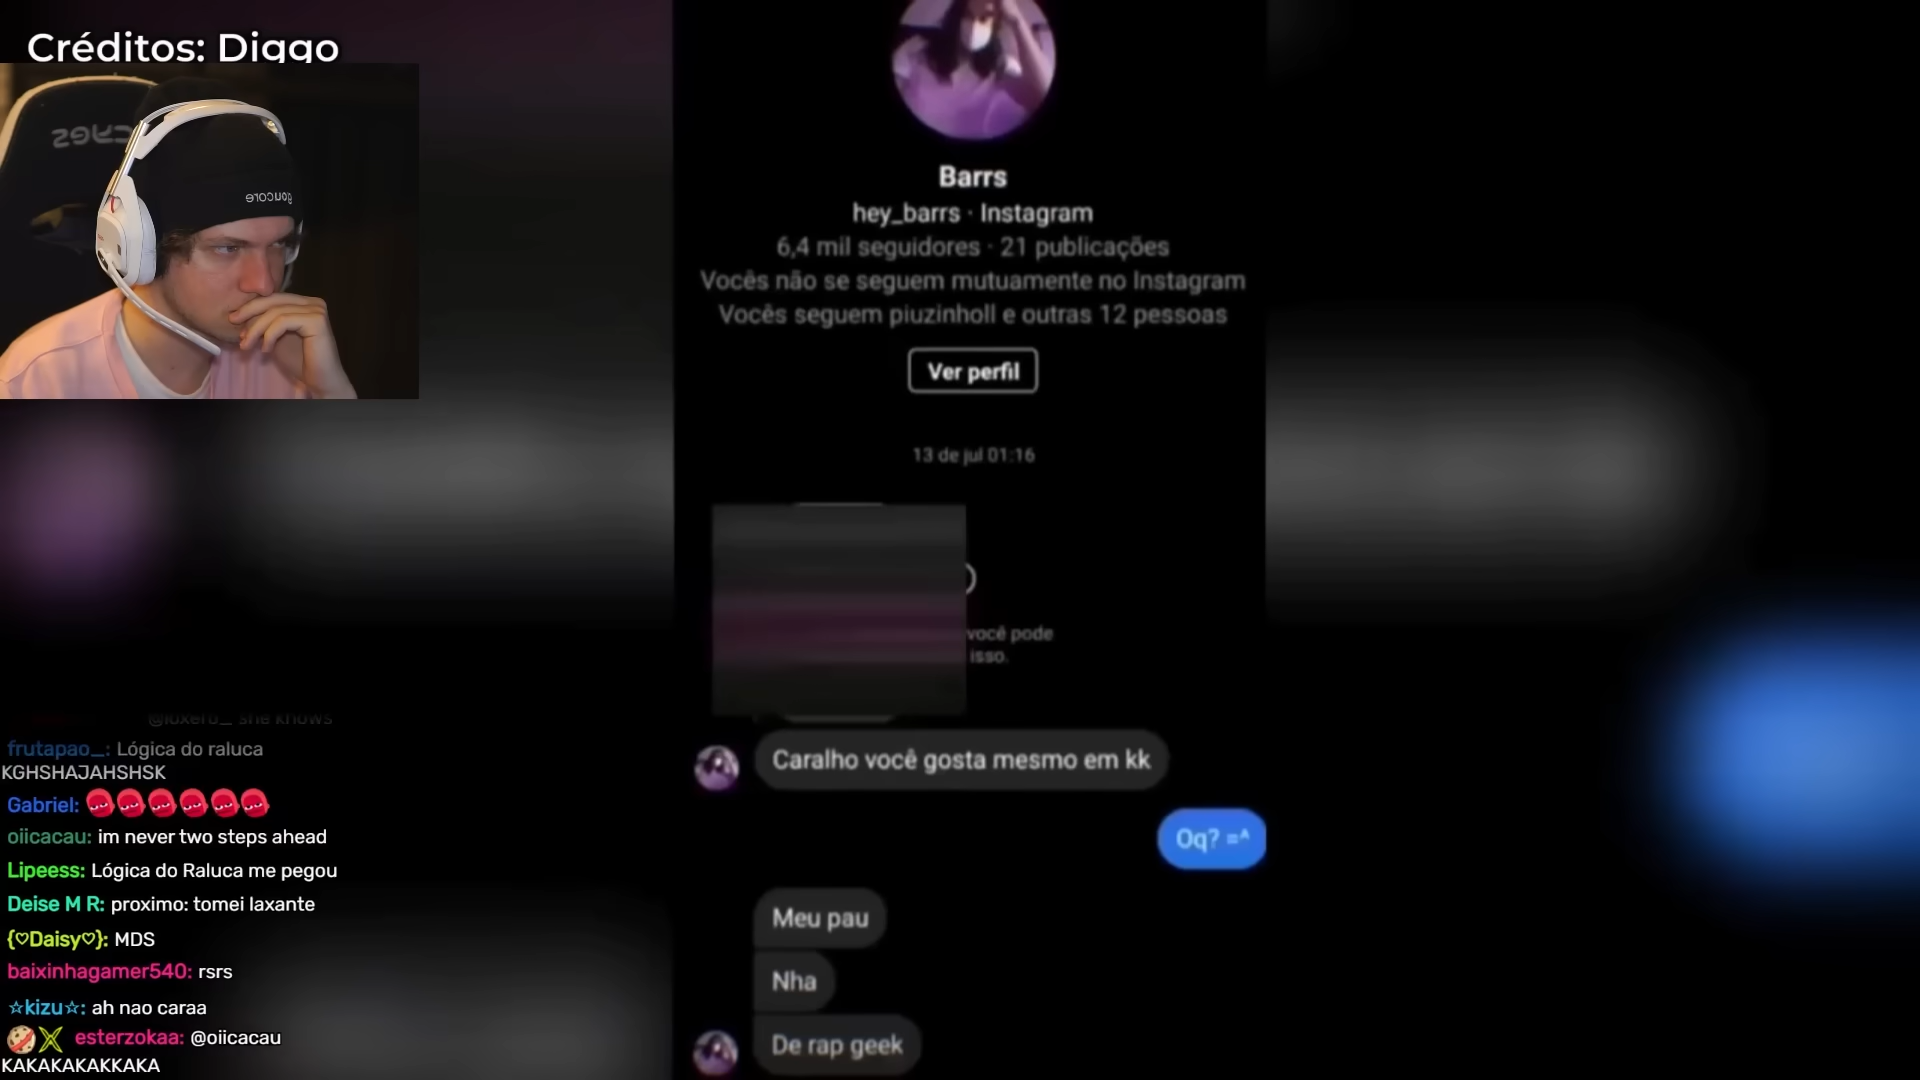 Créditos: Diggo
Barrs
hey_barrs · Instagram
6,4 mil seguidores · 21 publicações
Vocês não se seguem mutuamente no Instagram
Vocês seguem piuzinholl e outras 12 pessoas
Ver perfil
13 de jul 01:16
você pode
isso.
Caralho você gosta mesmo em kk
Oq? =^
Meu pau
Nha
De rap geek
she knows
frutapao_: Lógica do raluca
KGHSHAJAHSHSK
Gabriel:
oiicacau: im never two steps ahead
Lipeess: Lógica do Raluca me pegou
Deise M R: proximo: tomei laxante
{♡Daisy♡}: MDS
baixinhagamer540: rsrs
☆kizu☆: ah nao caraa
esterzokaa: @oiicacau
KAKAKAKAKKAKA